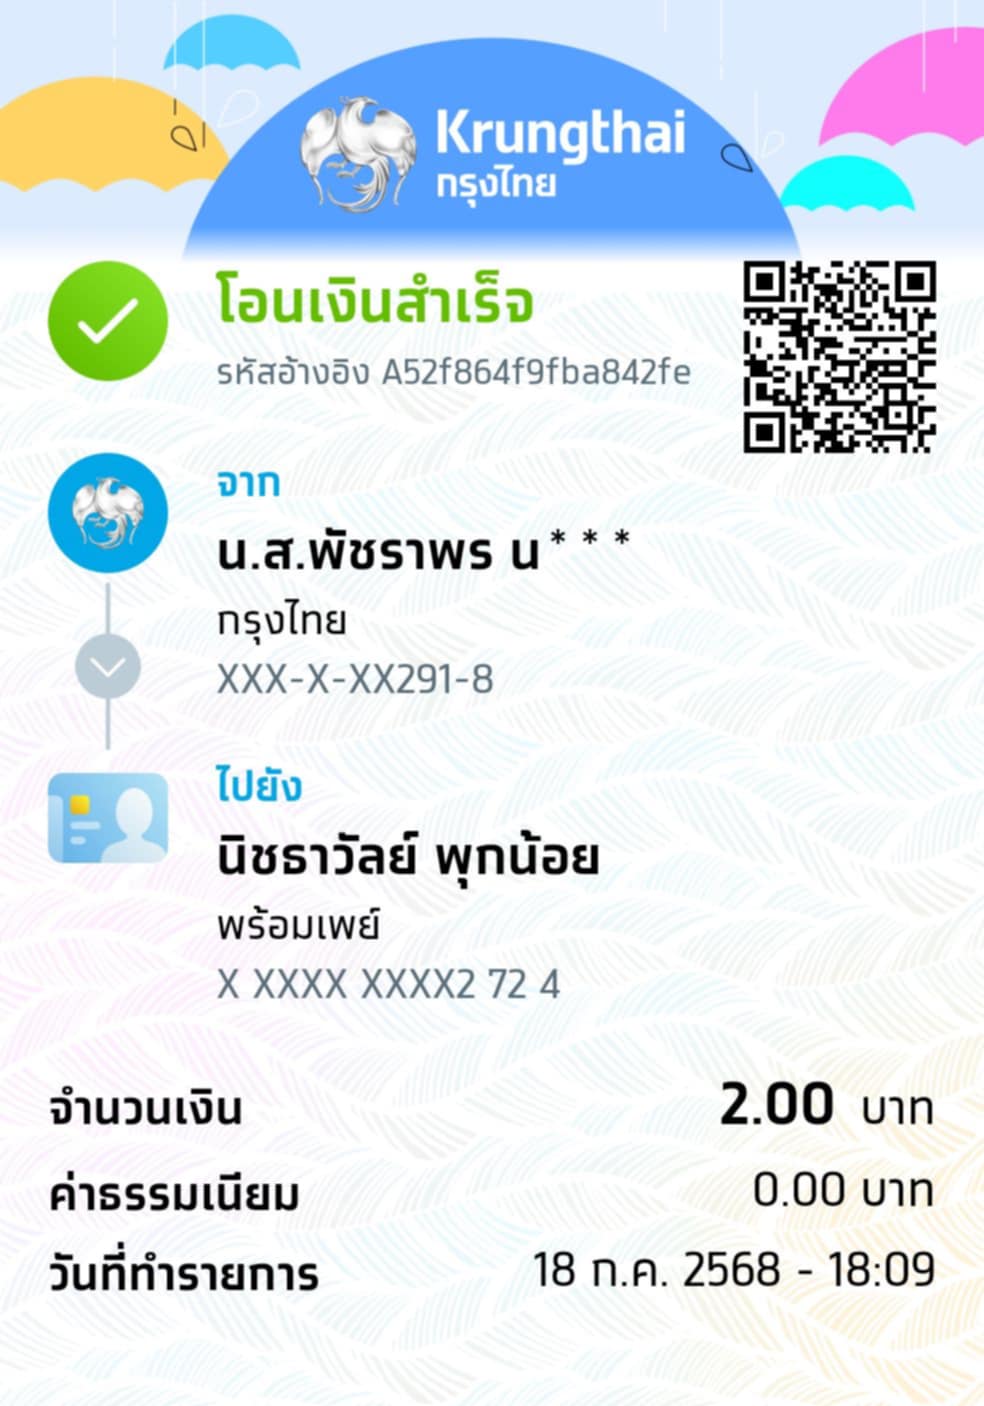 Krungthai
กรุงไทย
โอนเงินสำเร็จ
รหัสอ้างอิง A52f864f9fba842fe
จาก
น.ส.พัชราพร น***
กรุงไทย
XXX-X-XX291-8
ไปยัง
นิชธาวัลย์ พุกน้อย
พร้อมเพย์
X XXXX XXXX2 72 4
จำนวนเงิน 2.00 บาท
ค่าธรรมเนียม 0.00 บาท
วันที่ทำรายการ 18 ก.ค. 2568 - 18:09